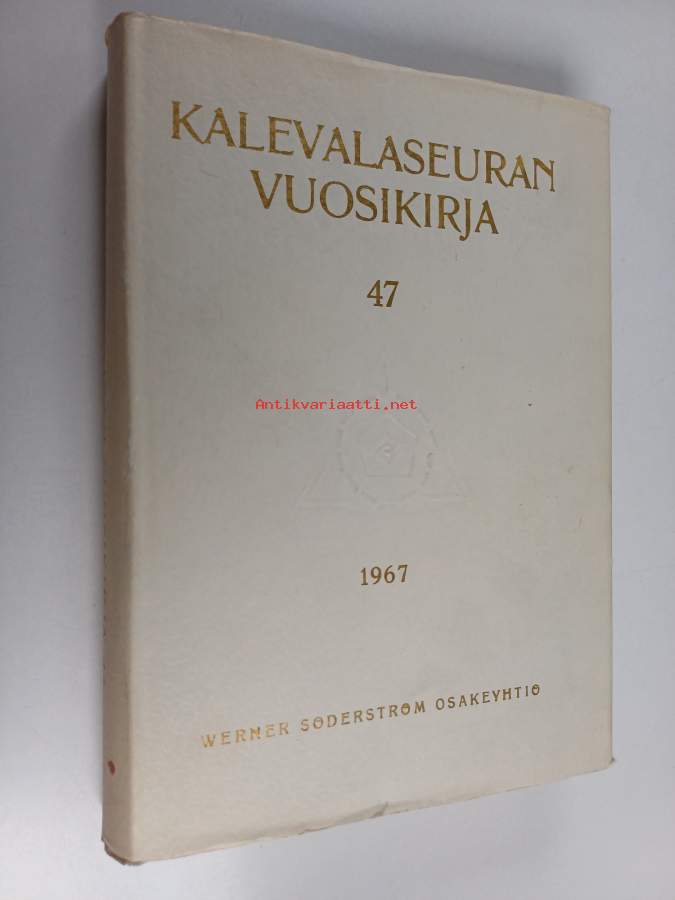 KALEVALASEURAN
VUOSIKIRJA
47
Antikvariaatti.net
1967
WERNER SÖDERSTRÖM OSAKEYHTIÖ